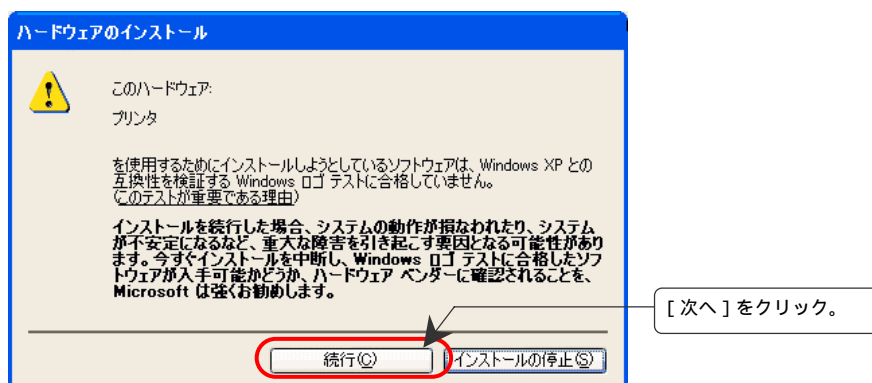 ハードウェアのインストール
このハードウェア:
プリンタ
を使用するためにインストールしようとしているソフトウェアは、Windows XP との
互換性を検証する Windows ロゴ テストに合格していません。
(このテストが重要である理由)
インストールを続行した場合、システムの動作が損なわれたり、システム
が不安定になるなど、重大な障害を引き起こす要因となる可能性があり
ます。今すぐインストールを中断し、Windows ロゴ テストに合格したソフ
トウェアが入手可能かどうか、ハードウェア ベンダーに確認されることを、
Microsoft は強くお勧めします。
[次へ]をクリック。
続行(C)
インストールの停止(S)